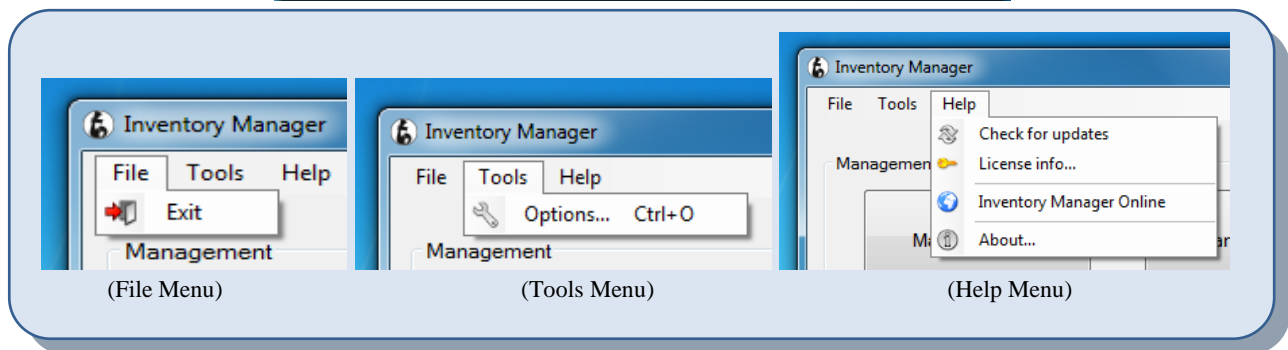 Inventory Manager
File Tools Help
Exit
Management
(File Menu)
Inventory Manager
File Tools Help
Options... Ctrl+O
Management
(Tools Menu)
Inventory Manager
File Tools Help
Check for updates
License info...
Inventory Manager Online
About...
(Help Menu)